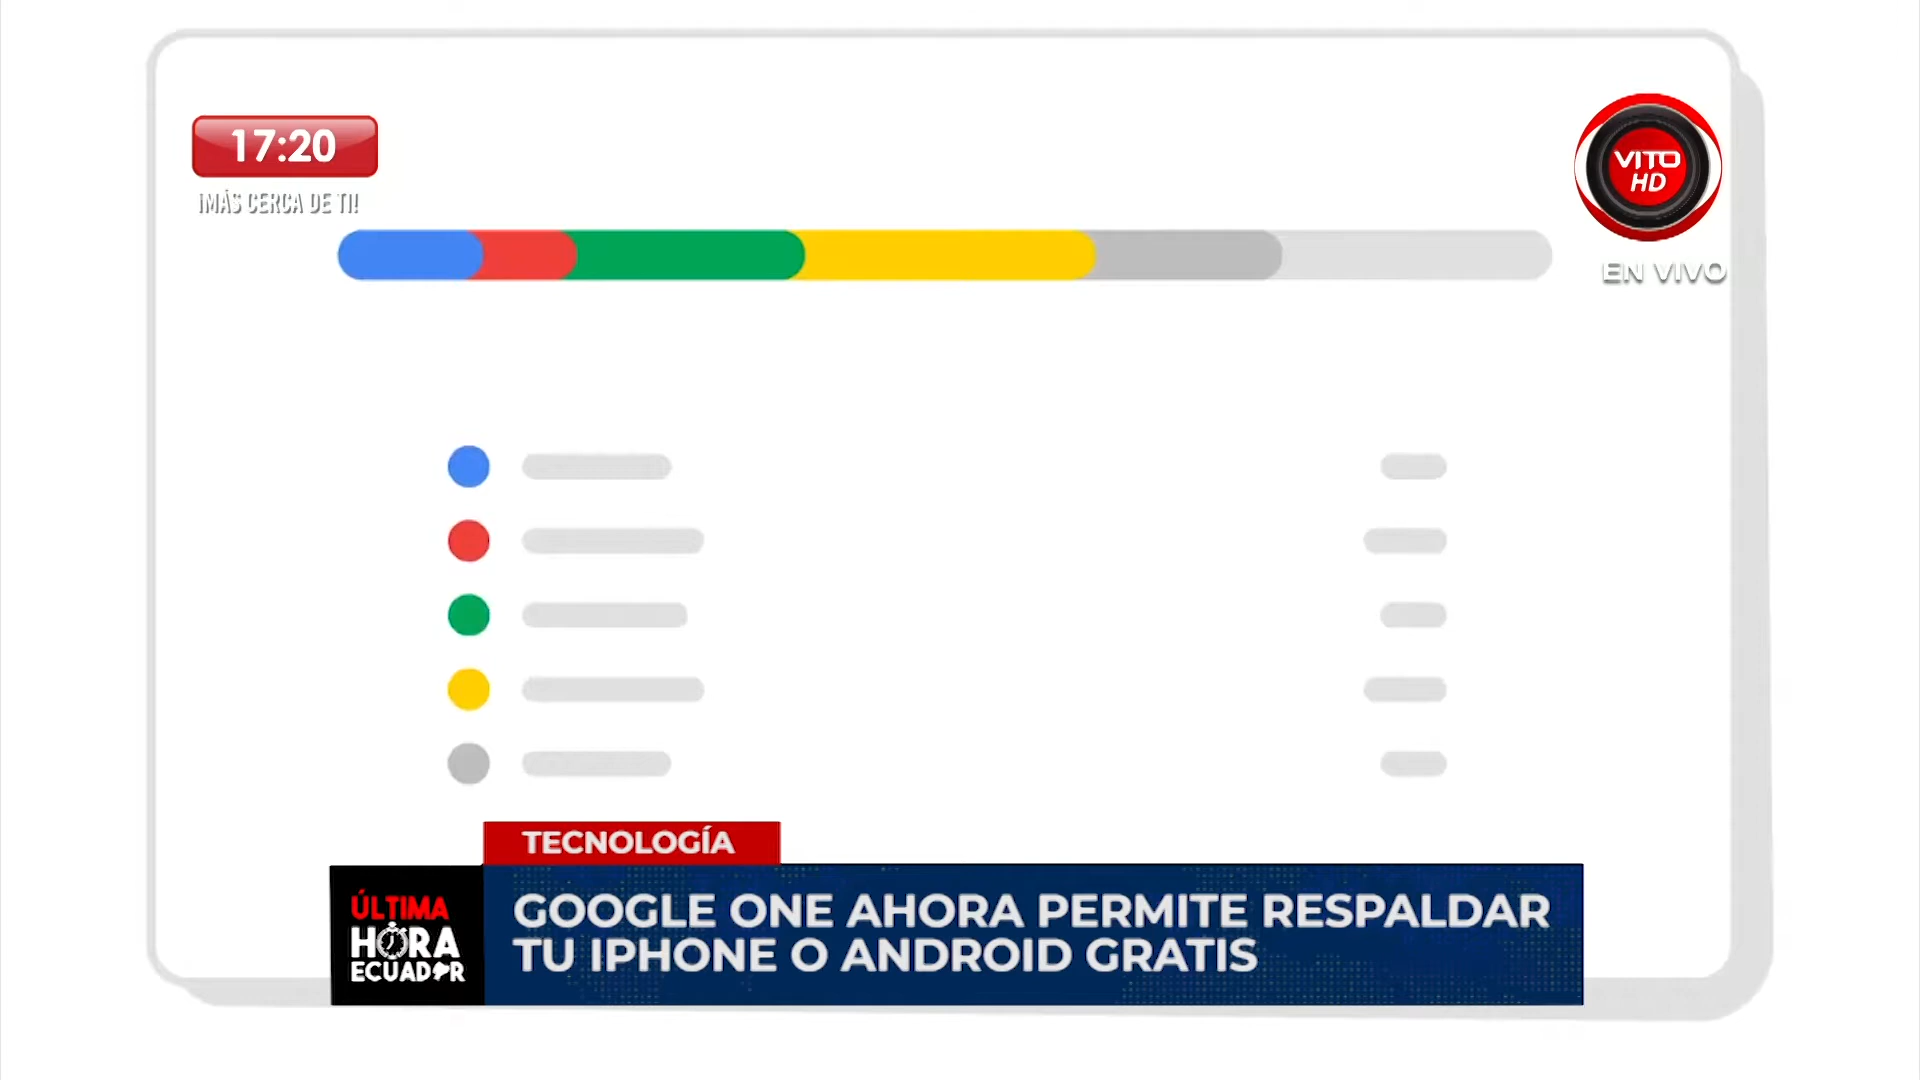 17:20
¡MÁS CERCA DE TI!
VITO
HD
EN VIVO
TECNOLOGÍA
ÚLTIMA
HORA
ECUADOR
GOOGLE ONE AHORA PERMITE RESPALDAR
TU IPHONE O ANDROID GRATIS